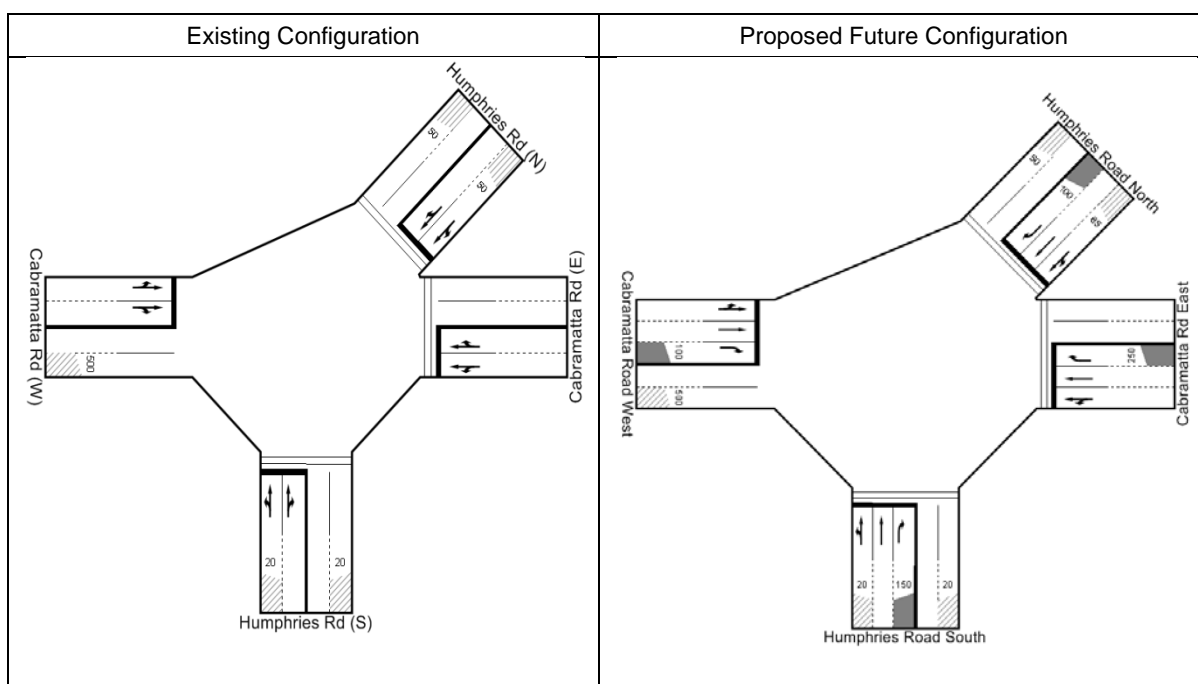 Existing Configuration
Proposed Future Configuration
Humphries Rd (N)
50
50
Cabramatta Rd (W)
500
Cabramatta Rd (E)
20
20
Humphries Rd (S)
Humphries Road North
50
100
65
Cabramatta Road West
100
500
Cabramatta Rd East
250
20
150
20
Humphries Road South